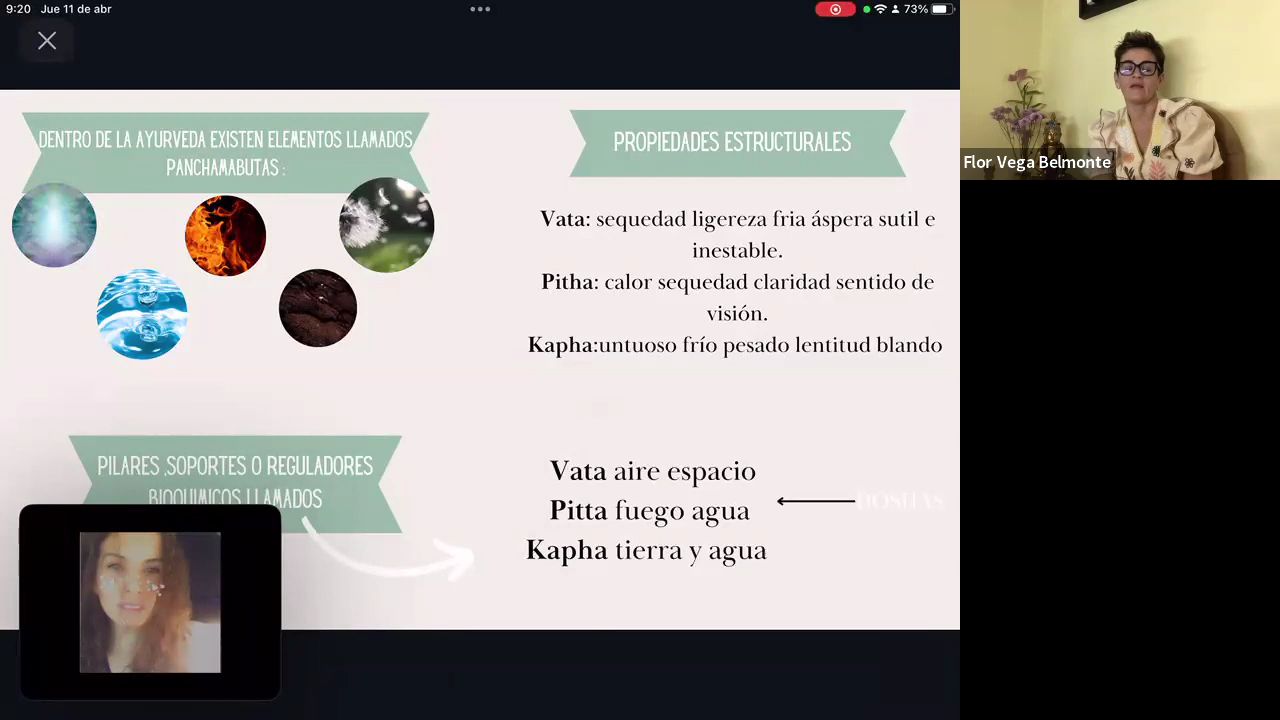 9:20 Jue 11 de abr
73%
DENTRO DE LA AYURVEDA EXISTEN ELEMENTOS LLAMADOS
PANCHAMABUTAS :
PROPIEDADES ESTRUCTURALES
Vata: sequedad ligereza fria áspera sutil e
inestable.
Pitha: calor sequedad claridad sentido de
visión.
Kapha:untuoso frío pesado lentitud blando
PILARES ,SOPORTES O REGULADORES
BIOQUIMICOS LLAMADOS
Vata aire espacio
Pitta fuego agua
Kapha tierra y agua
DOSHAS
Flor Vega Belmonte